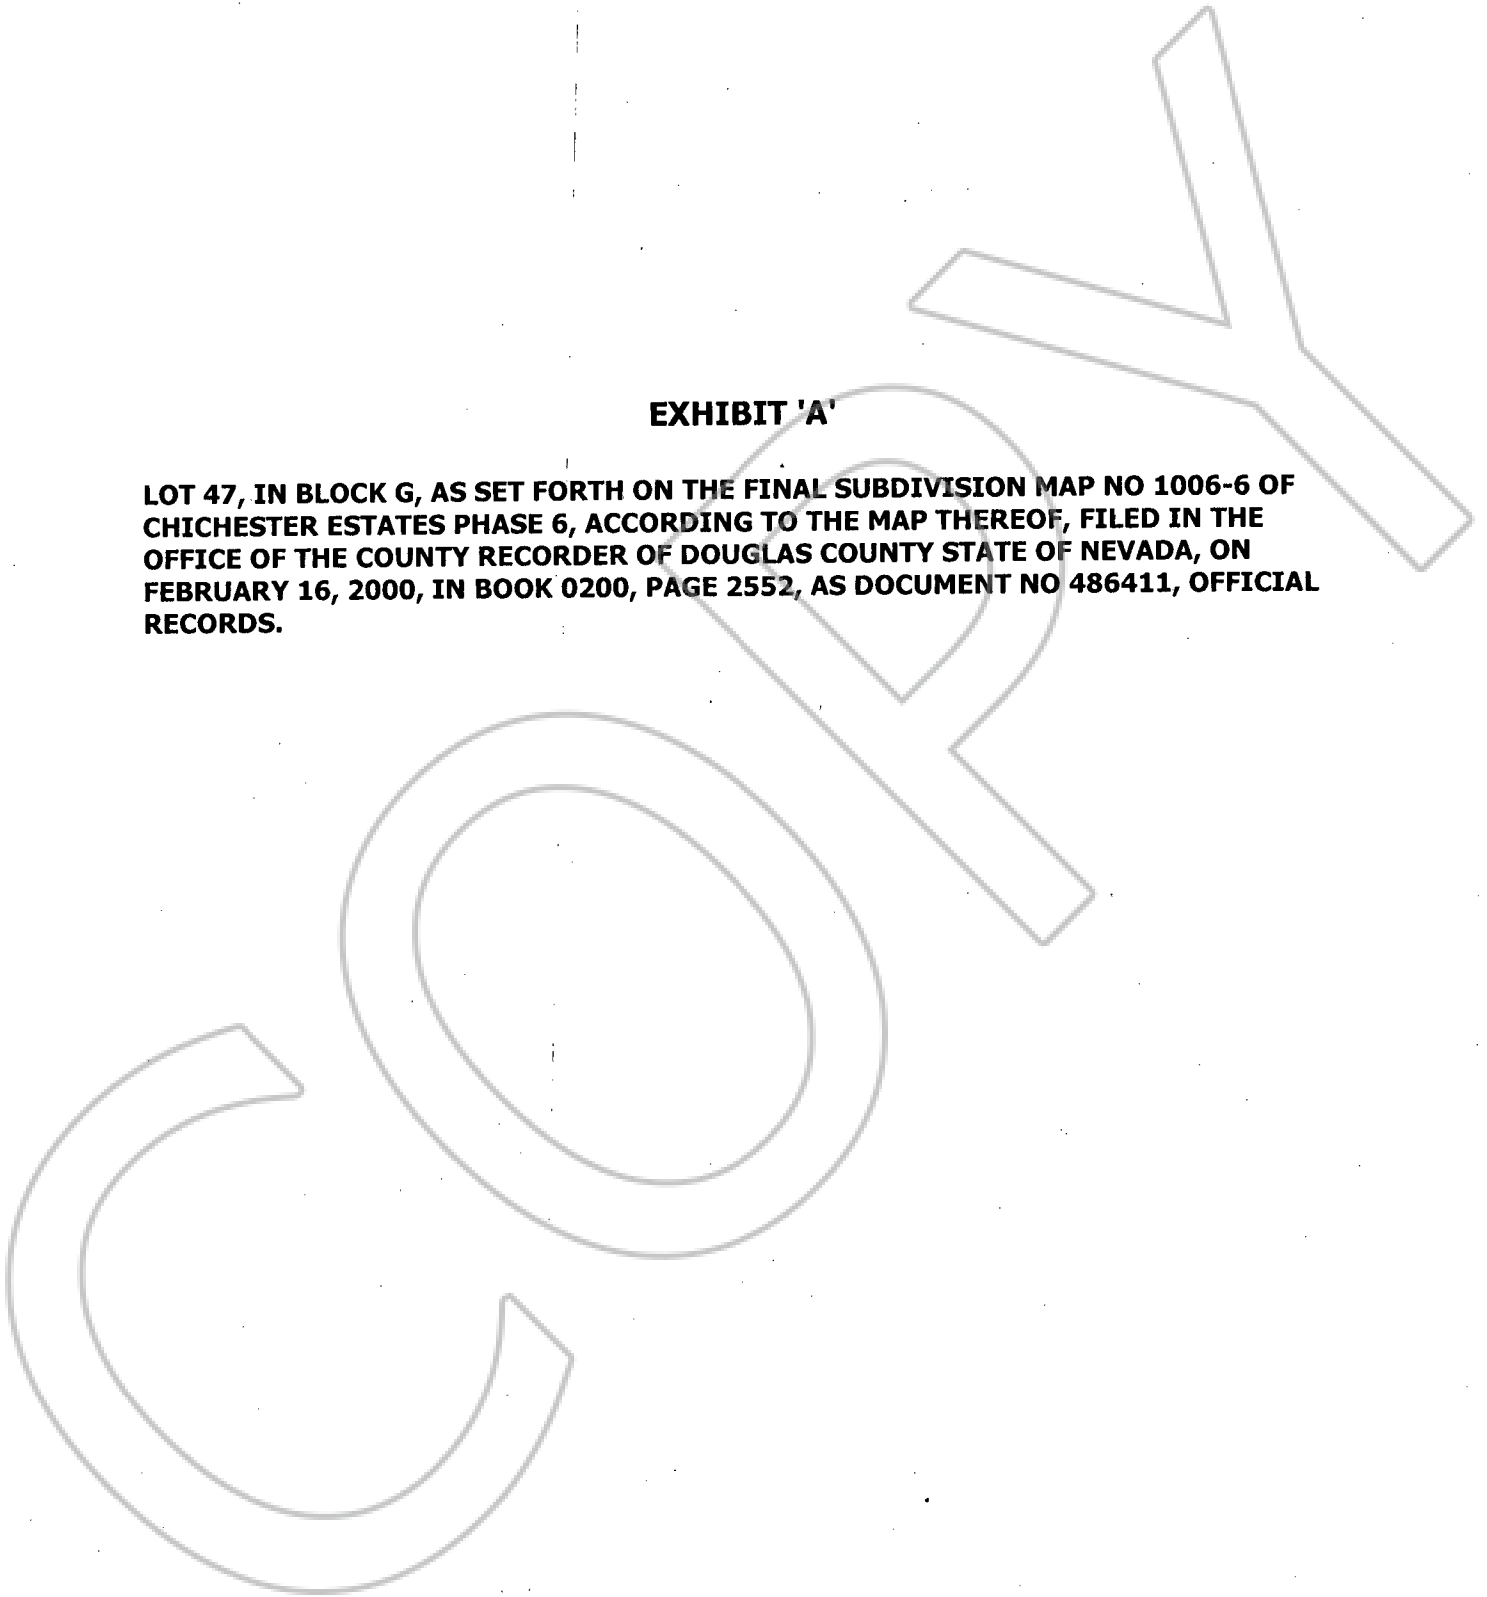 EXHIBIT 'A'
LOT 47, IN BLOCK G, AS SET FORTH ON THE FINAL SUBDIVISION MAP NO 1006-6 OF
CHICHESTER ESTATES PHASE 6, ACCORDING TO THE MAP THEREOF, FILED IN THE
OFFICE OF THE COUNTY RECORDER OF DOUGLAS COUNTY STATE OF NEVADA, ON
FEBRUARY 16, 2000, IN BOOK 0200, PAGE 2552, AS DOCUMENT NO 486411, OFFICIAL
RECORDS.
COPY